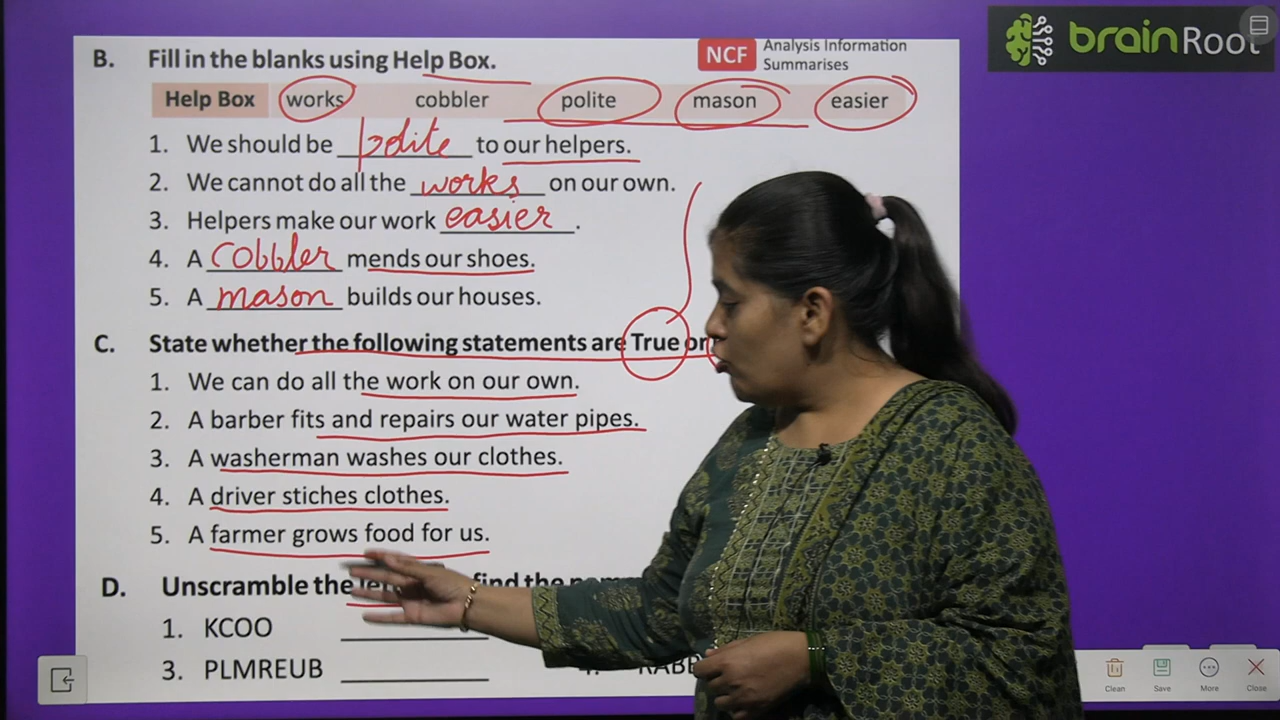 brainRoot
B. Fill in the blanks using Help Box.
NCF Analysis Information
Summarises
Help Box works cobbler polite mason easier
1. We should be polite to our helpers.
2. We cannot do all the works on our own.
3. Helpers make our work easier.
4. A cobbler mends our shoes.
5. A mason builds our houses.
C. State whether the following statements are True or
1. We can do all the work on our own.
2. A barber fits and repairs our water pipes.
3. A washerman washes our clothes.
4. A driver stiches clothes.
5. A farmer grows food for us.
D. Unscramble the find the
1. KCOO
3. PLMREUB 4.
Clean Save More Close